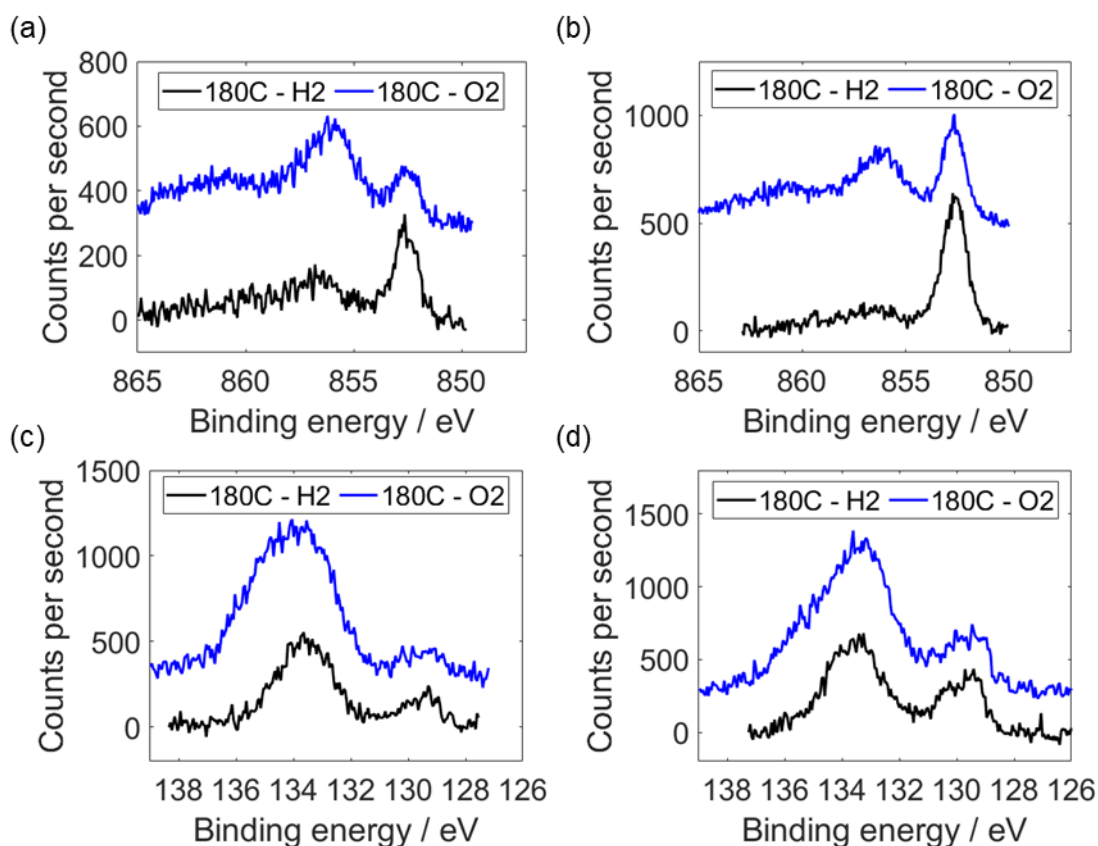 (a)
800
600
400
200
0
865 860 855 850
Counts per second
Binding energy / eV
180C - H2 180C - O2
(b)
1000
500
0
865 860 855 850
Counts per second
Binding energy / eV
180C - H2 180C - O2
(c)
1500
1000
500
0
138 136 134 132 130 128 126
Counts per second
Binding energy / eV
180C - H2 180C - O2
(d)
1500
1000
500
0
138 136 134 132 130 128 126
Counts per second
Binding energy / eV
180C - H2 180C - O2